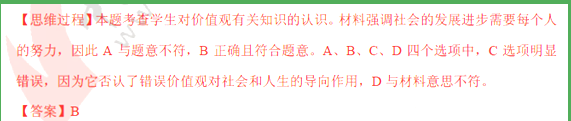 【思维过程】本题考查学生对价值观有关知识的认识。材料强调社会的发展进步需要每个人
的努力，因此 A 与题意不符，B 正确且符合题意。A、B、C、D 四个选项中，C 选项明显
错误，因为它否认了错误价值观对社会和人生的导向作用，D 与材料意思不符。
【答案】B